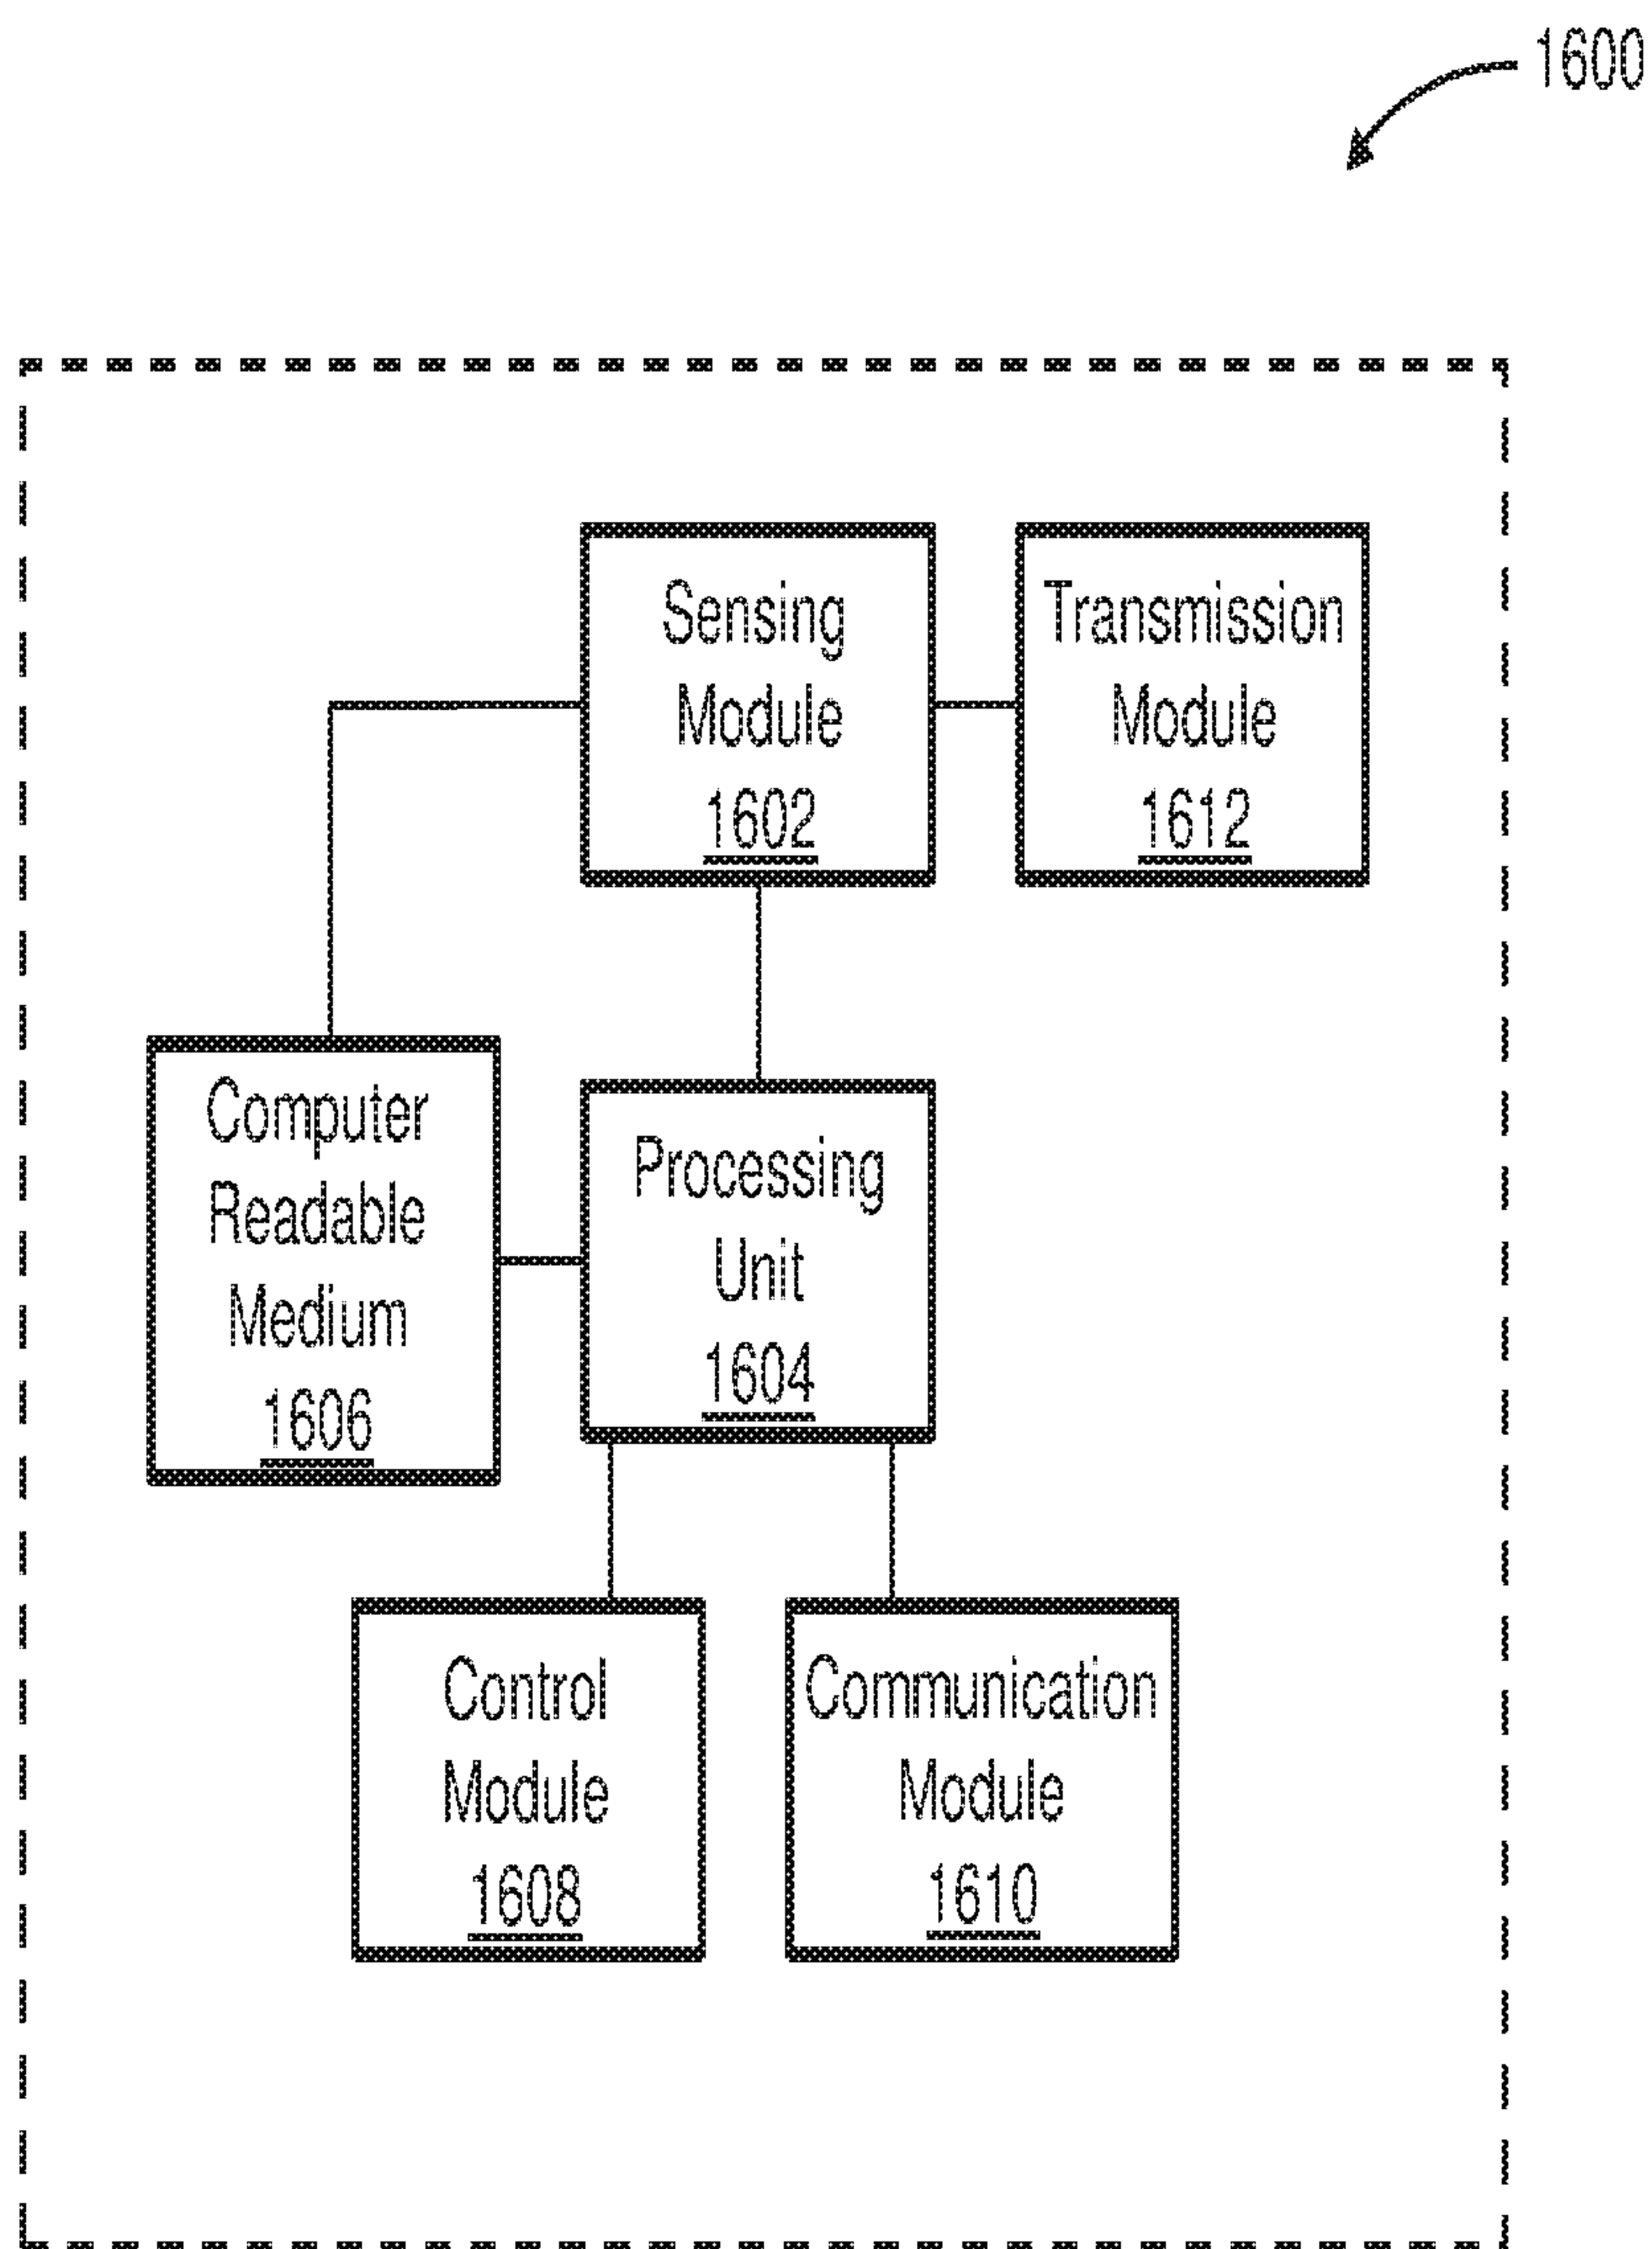 1600
Sensing
Module
1602
Transmission
Module
1612
Computer
Readable
Medium
1606
Processing
Unit
1604
Control
Module
1608
Communication
Module
1610